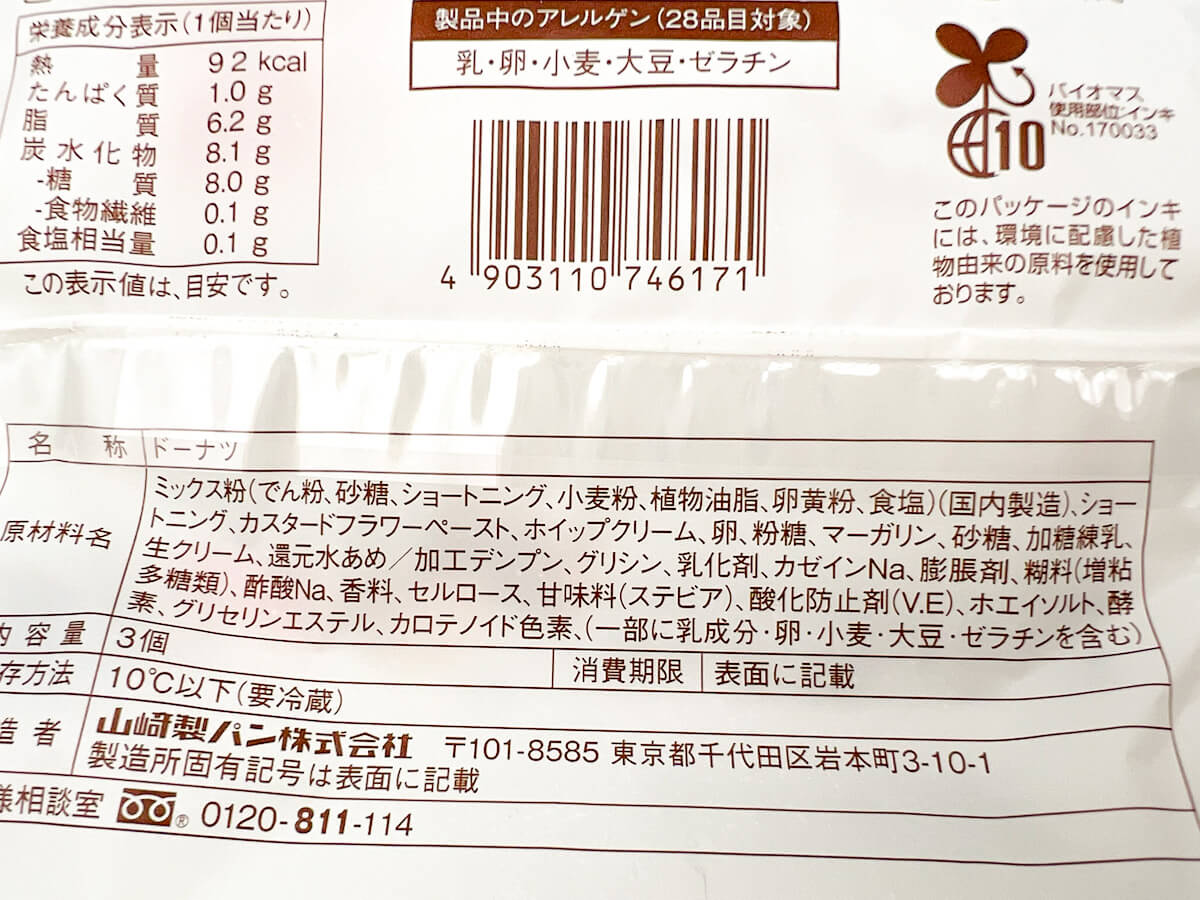 栄養成分表示(1個当たり)
熱量 92 kcal
たんぱく質 1.0 g
脂質 6.2 g
炭水化物 8.1 g
-糖質 8.0 g
-食物繊維 0.1 g
食塩相当量 0.1 g
この表示値は、目安です。
製品中のアレルゲン(28品目対象)
乳・卵・小麦・大豆・ゼラチン
4 903110 746171
10
バイオマス
使用部位:インキ
No.170033
このパッケージのインキ
には、環境に配慮した植
物由来の原料を使用して
おります。
名称 ドーナツ
原材料名 ミックス粉(でん粉、砂糖、ショートニング、小麦粉、植物油脂、卵黄粉、食塩)(国内製造)、ショー
トニング、カスタードフラワーペースト、ホイップクリーム、卵、粉糖、マーガリン、砂糖、加糖練乳、
生クリーム、還元水あめ/加工デンプン、グリシン、乳化剤、カゼインNa、膨脹剤、糊料(増粘
多糖類)、酢酸Na、香料、セルロース、甘味料(ステビア)、酸化防止剤(V.E)、ホエイソルト、酵
素、グリセリンエステル、カロテノイド色素、(一部に乳成分・卵・小麦・大豆・ゼラチンを含む)
内容量 3個 消費期限 表面に記載
存方法 10℃以下(要冷蔵)
造者 山崎製パン株式会社 〒101-8585 東京都千代田区岩本町3-10-1
製造所固有記号は表面に記載
様相談室 ® 0120-811-114